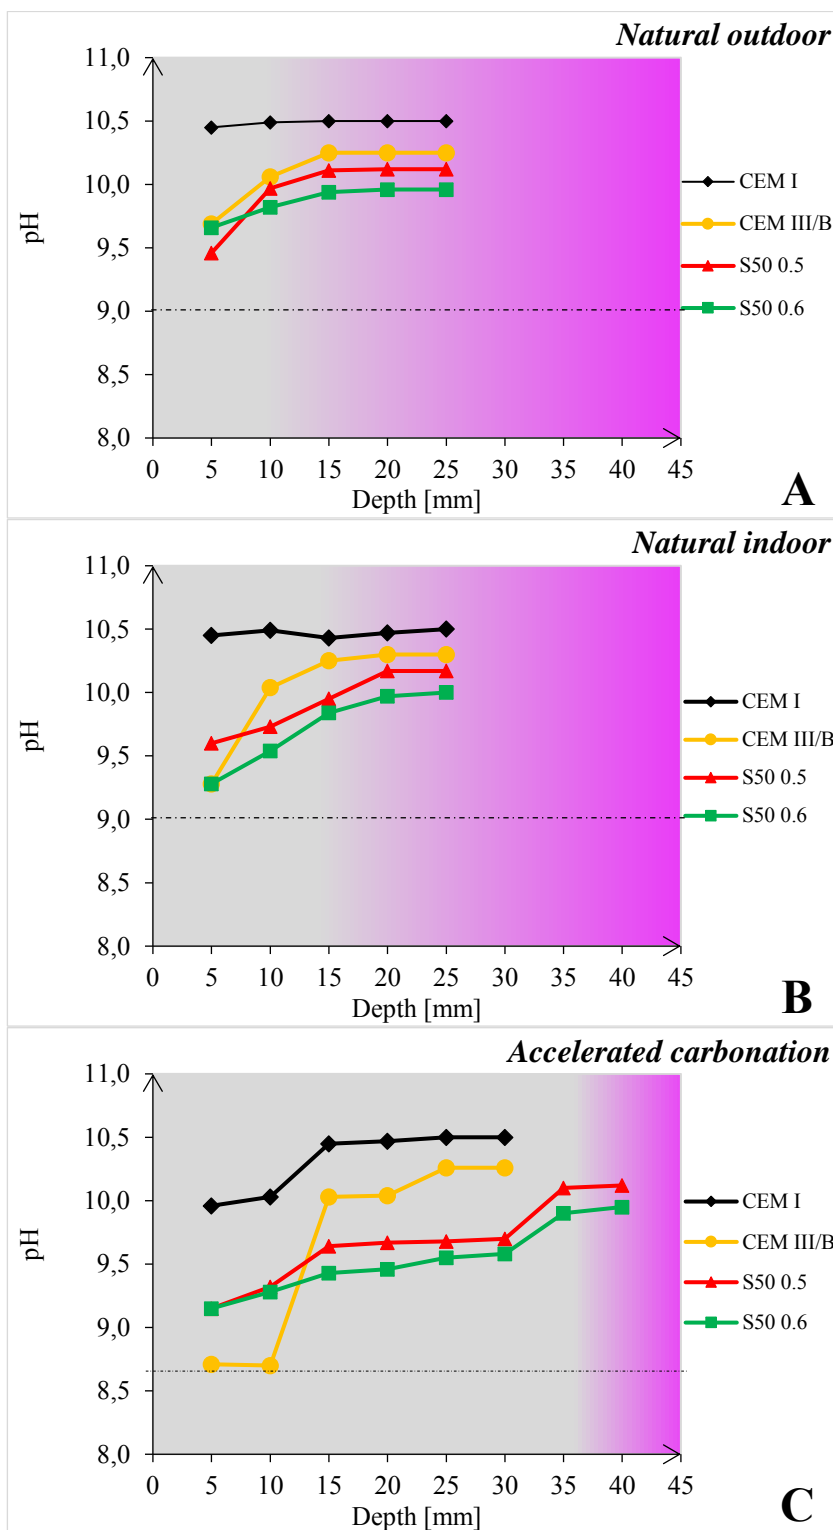 Natural outdoor
11,0
10,5
10,0
9,5
9,0
8,5
8,0
pH
0 5 10 15 20 25 30 35 40 45
Depth [mm]
CEM I
CEM III/B
S50 0.5
S50 0.6
A
Natural indoor
11,0
10,5
10,0
9,5
9,0
8,5
8,0
pH
0 5 10 15 20 25 30 35 40 45
Depth [mm]
CEM I
CEM III/B
S50 0.5
S50 0.6
B
Accelerated carbonation
11,0
10,5
10,0
9,5
9,0
8,5
8,0
pH
0 5 10 15 20 25 30 35 40 45
Depth [mm]
CEM I
CEM III/B
S50 0.5
S50 0.6
C